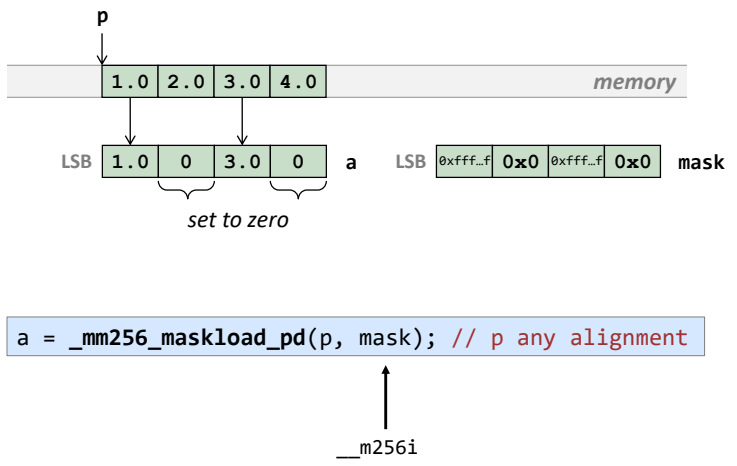 p
1.0 2.0 3.0 4.0 memory
LSB 1.0 0 3.0 0 a LSB 0xfff…f 0x0 0xfff…f 0x0 mask
set to zero
a = _mm256_maskload_pd(p, mask); // p any alignment
__m256i